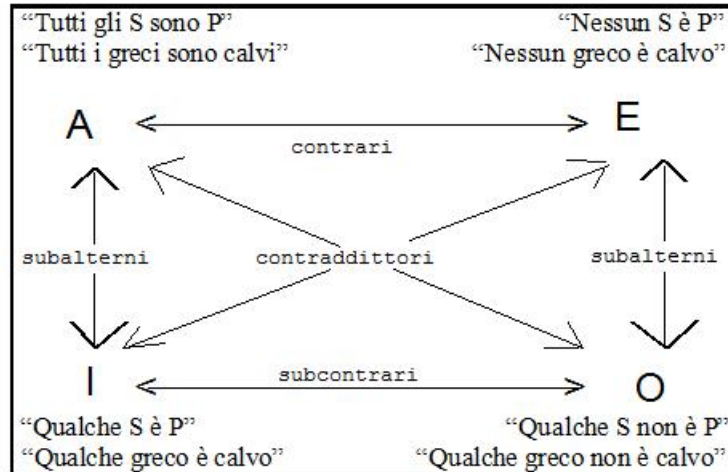 “Tutti gli S sono P”
“Nessun S è P”
“Tutti i greci sono calvi”
“Nessun greco è calvo”
A
E
contrari
subalterni
contraddittori
subalterni
I
subcontrari
O
“Qualche S è P”
“Qualche S non è P”
“Qualche greco è calvo”
“Qualche greco non è calvo”